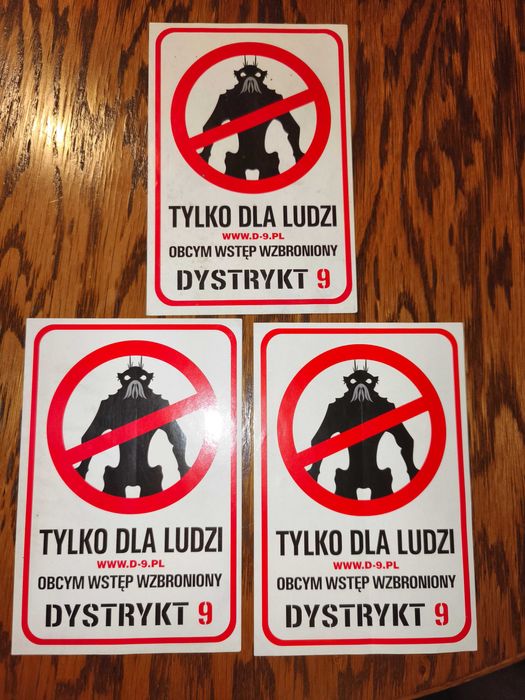 TYLKO DLA LUDZI
WWW.D-9.PL
OBCYM WSTĘP WZBRONIONY
DYSTRYKT 9
TYLKO DLA LUDZI
WWW.D-9.PL
OBCYM WSTĘP WZBRONIONY
DYSTRYKT 9
TYLKO DLA LUDZI
WWW.D-9.PL
OBCYM WSTĘP WZBRONIONY
DYSTRYKT 9